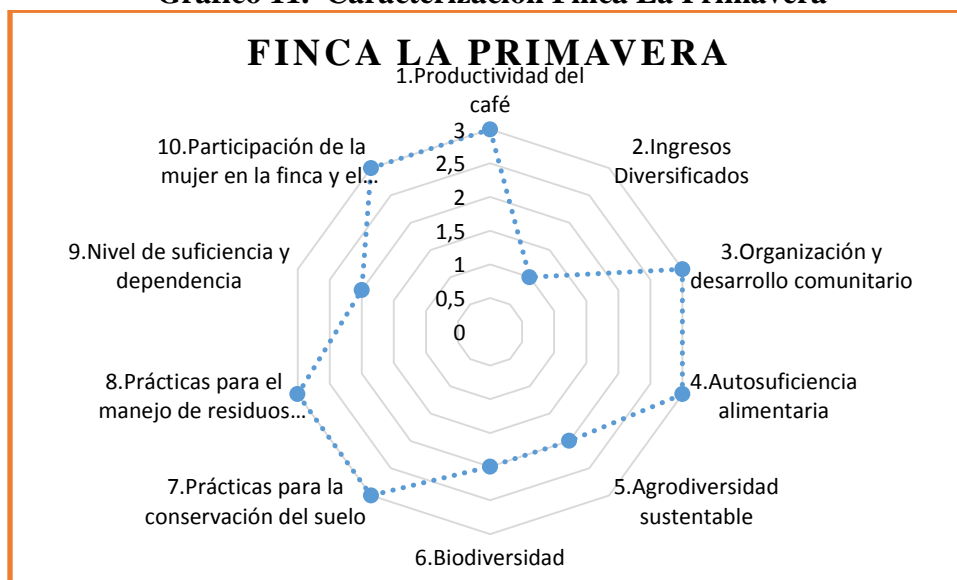 Gráfico 11. Caracterización Finca La Primavera
FINCA LA PRIMAVERA
1.Productividad del
café
2.Ingresos
Diversificados
3.Organización y
desarrollo comunitario
4.Autosuficiencia
alimentaria
5.Agrodiversidad
sustentable
6.Biodiversidad
7.Prácticas para la
conservación del suelo
8.Prácticas para el
manejo de residuos…
9.Nivel de suficiencia y
dependencia
10.Participación de la
mujer en la finca y el…
3
2,5
2
1,5
1
0,5
0